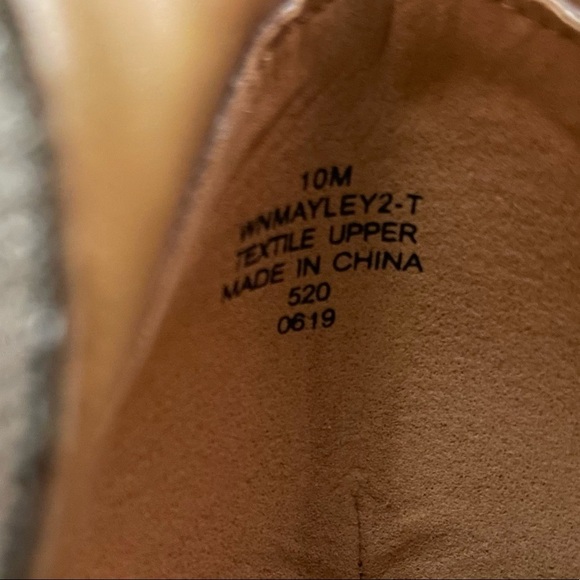 10M
WNMAYLEY2-T
TEXTILE UPPER
MADE IN CHINA
520
0619